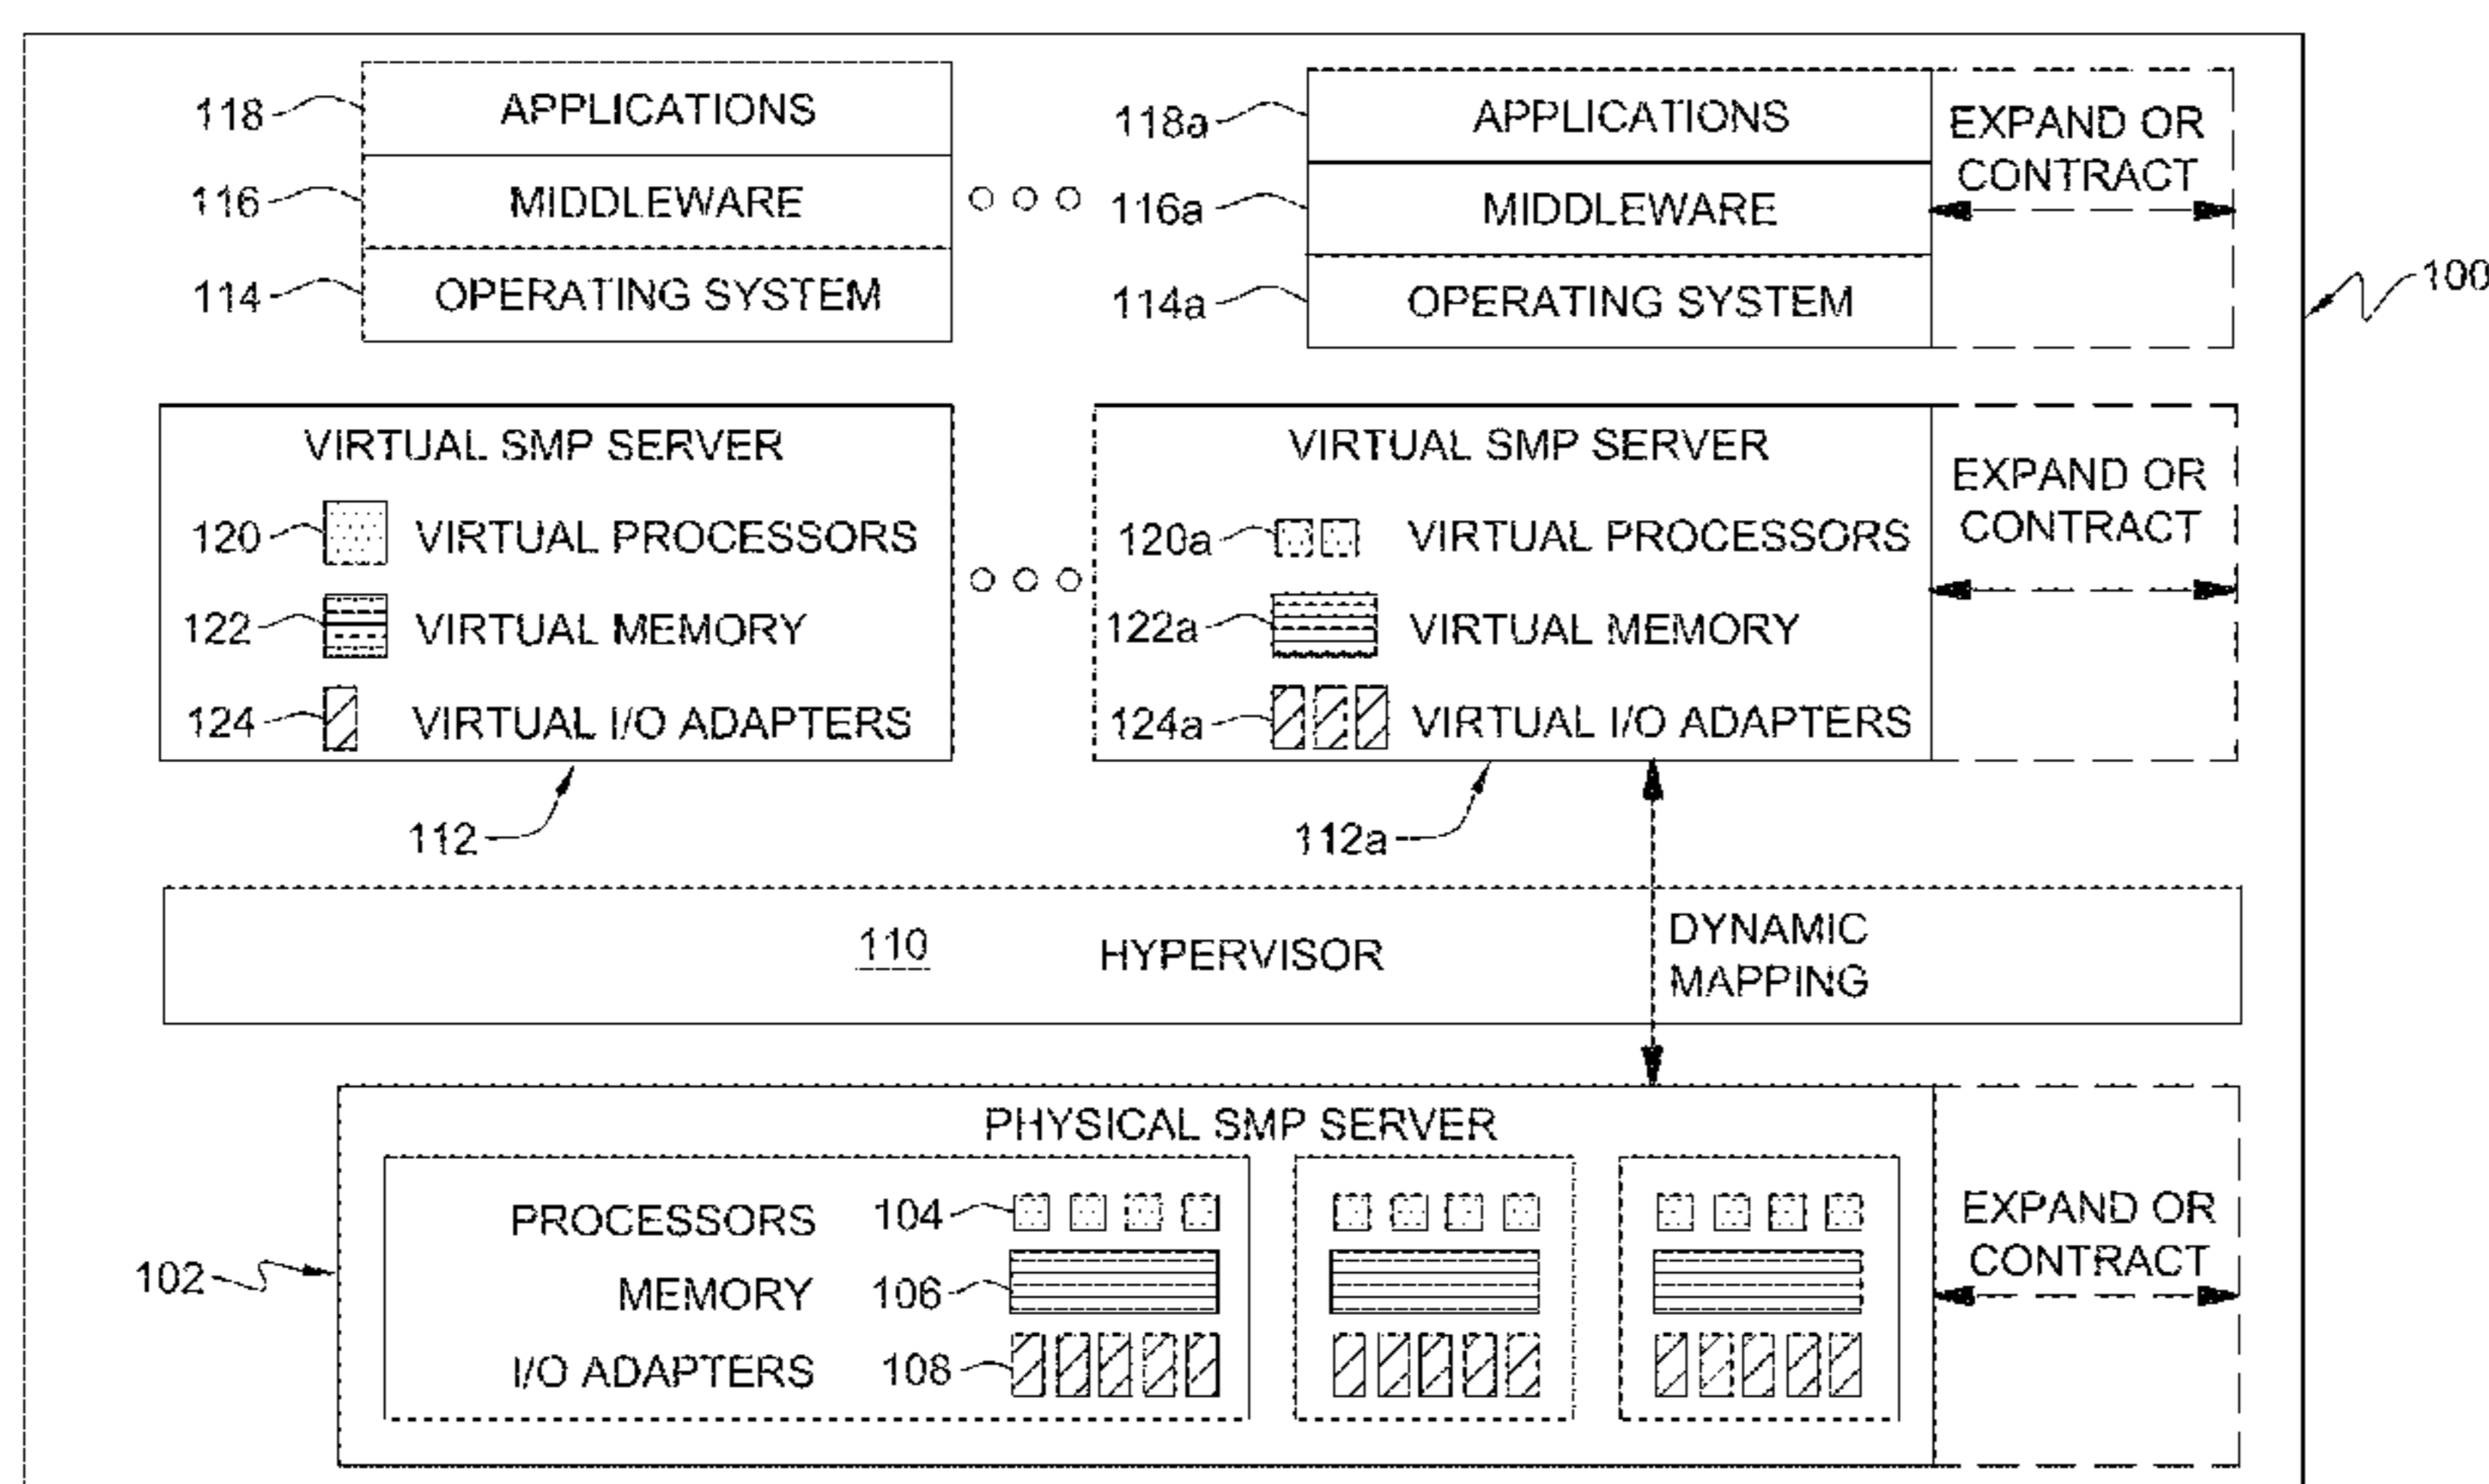 118 APPLICATIONS
116 MIDDLEWARE
114 OPERATING SYSTEM
118a APPLICATIONS
116a MIDDLEWARE
114a OPERATING SYSTEM
EXPAND OR
CONTRACT
100
VIRTUAL SMP SERVER
120 VIRTUAL PROCESSORS
122 VIRTUAL MEMORY
124 VIRTUAL I/O ADAPTERS
112
VIRTUAL SMP SERVER
120a VIRTUAL PROCESSORS
122a VIRTUAL MEMORY
124a VIRTUAL I/O ADAPTERS
112a
EXPAND OR
CONTRACT
110 HYPERVISOR
DYNAMIC
MAPPING
PHYSICAL SMP SERVER
102
PROCESSORS 104
MEMORY 106
I/O ADAPTERS 108
EXPAND OR
CONTRACT